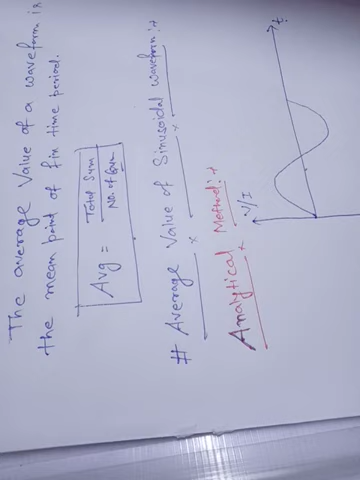 The average Value of a waveform is
the mean point of fix time period.
Avg = Total Sum
No. of
# Average Value of Sinusoidal waveform :→
Analytical Method :→
V/I
t